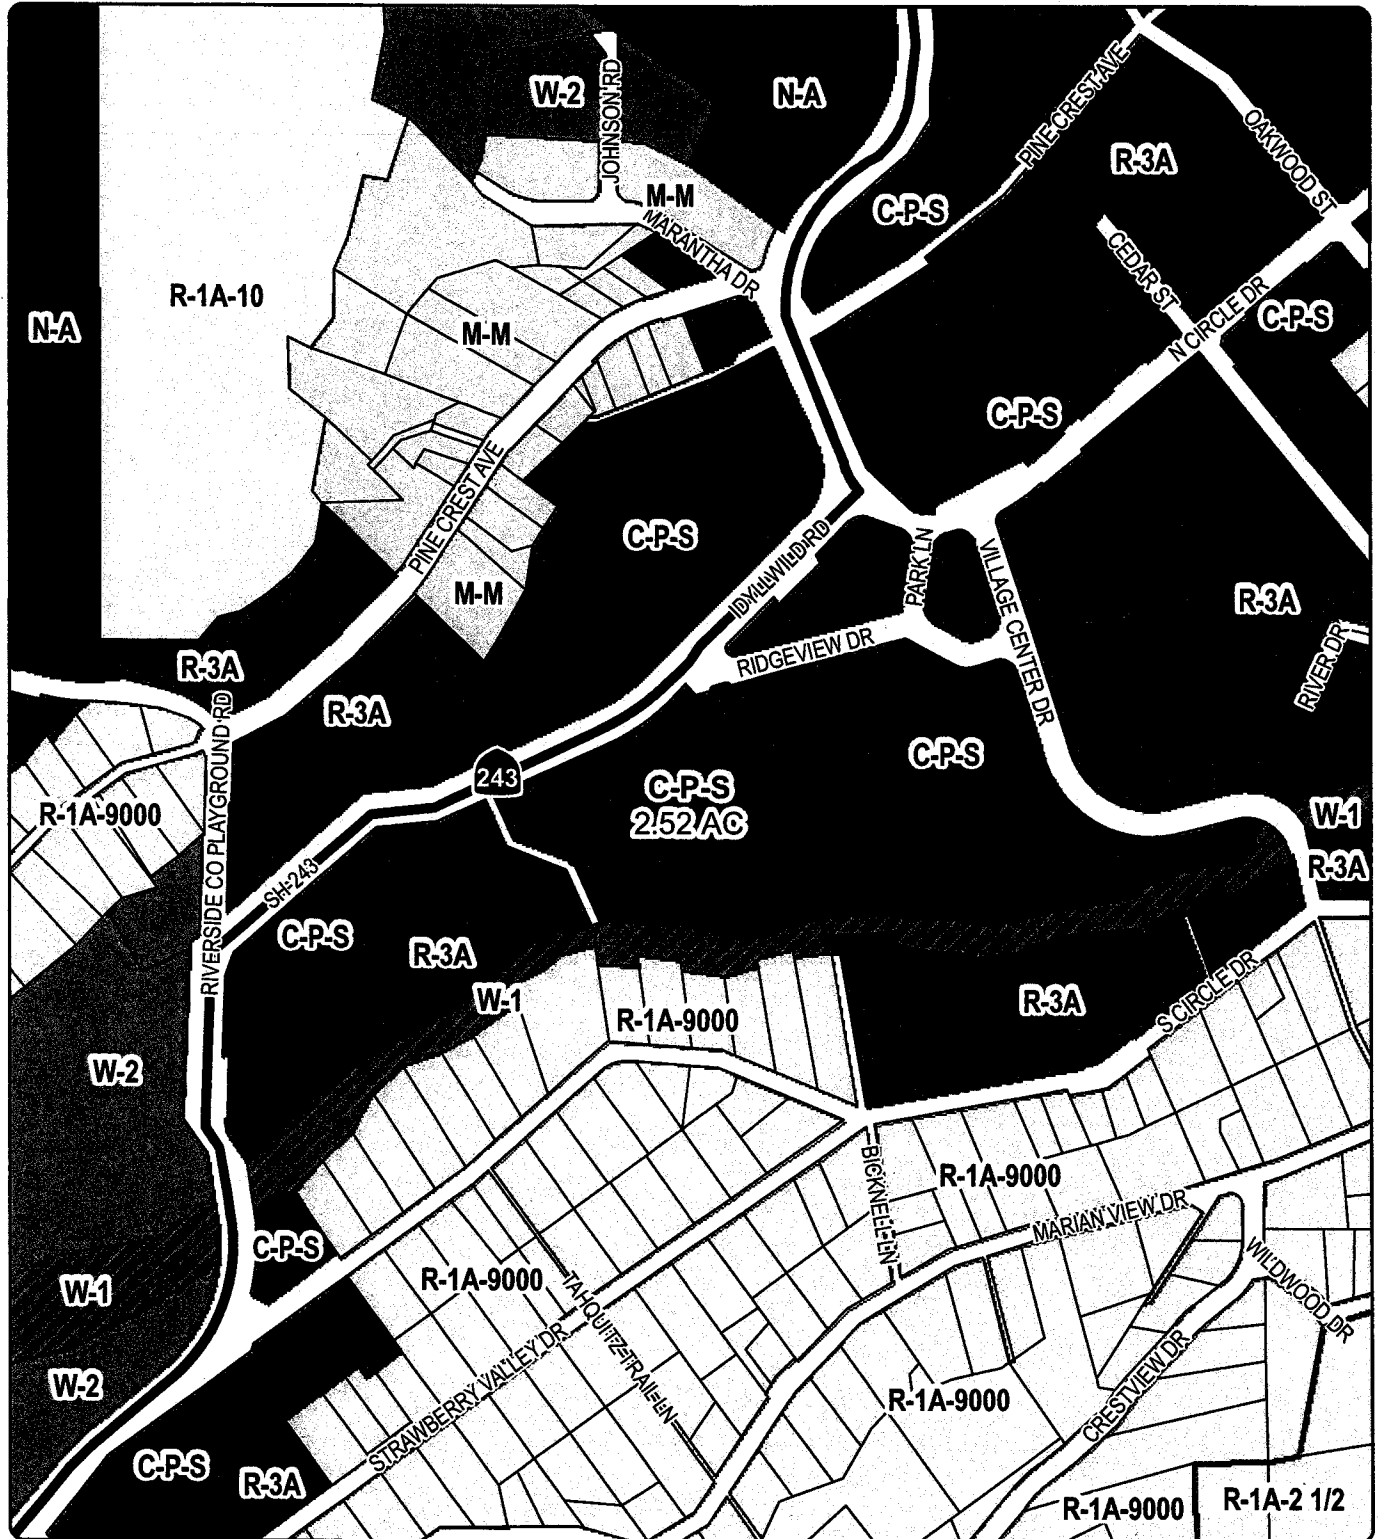 W-2
N-A
JOHNSON RD
PINE CREST AVE
OAKWOOD ST
R-3A
M-M
C-P-S
MARANTHA DR
CEDAR ST
R-1A-10
N-A
M-M
N CIRCLE DR
C-P-S
C-P-S
PINE CREST AVE
C-P-S
IDYLLWILD RD
PARK LN
VILLAGE CENTER DR
M-M
R-3A
RIDGEVIEW DR
RIVER DR
R-3A
R-3A
C-P-S
243
C-P-S
2.52 AC
R-1A-9000
RIVERSIDE CO PLAYGROUND RD
W-1
R-3A
SH-243
C-P-S
R-3A
W-1
R-1A-9000
R-3A
S CIRCLE DR
W-2
BICKNELL LN
R-1A-9000
MARIAN VIEW DR
C-P-S
R-1A-9000
W-1
TAHQUITZ TRAIL LN
WILDWOOD DR
STRAWBERRY VALLEY DR
CRESTVIEW DR
W-2
R-1A-9000
C-P-S
R-3A
R-1A-9000
R-1A-2 1/2